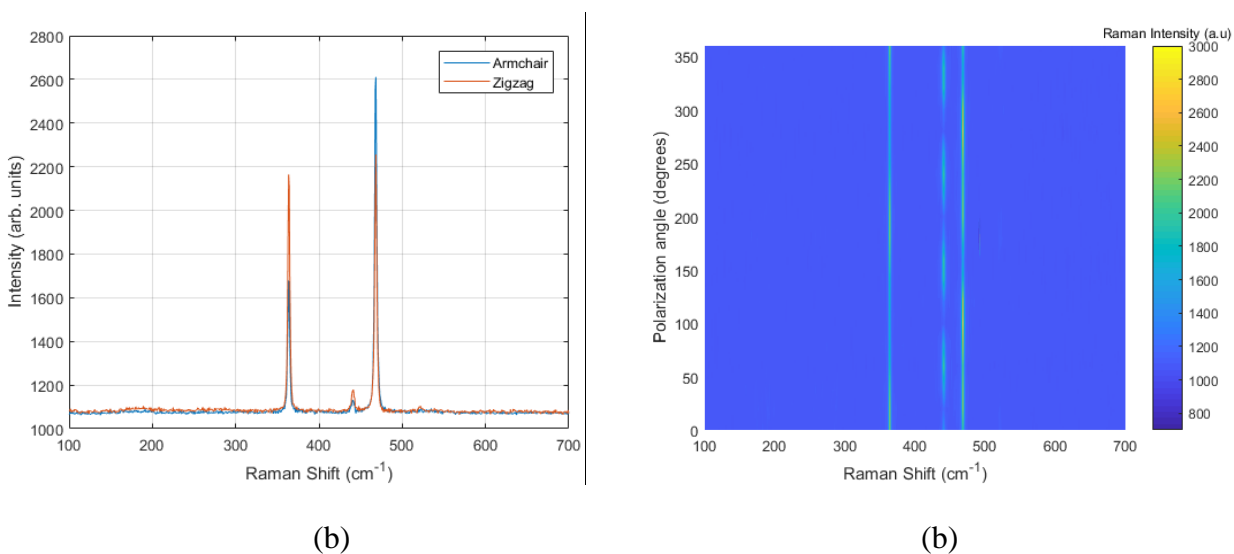 2800
2600
2400
2200
2000
1800
1600
1400
1200
1000
Intensity (arb. units)
100 200 300 400 500 600 700
Raman Shift (cm-1)
Armchair
Zigzag
(b)
Raman Intensity (a.u)
350
300
250
200
150
100
50
0
Polarization angle (degrees)
100 200 300 400 500 600 700
Raman Shift (cm-1)
3000
2800
2600
2400
2200
2000
1800
1600
1400
1200
1000
800
(b)